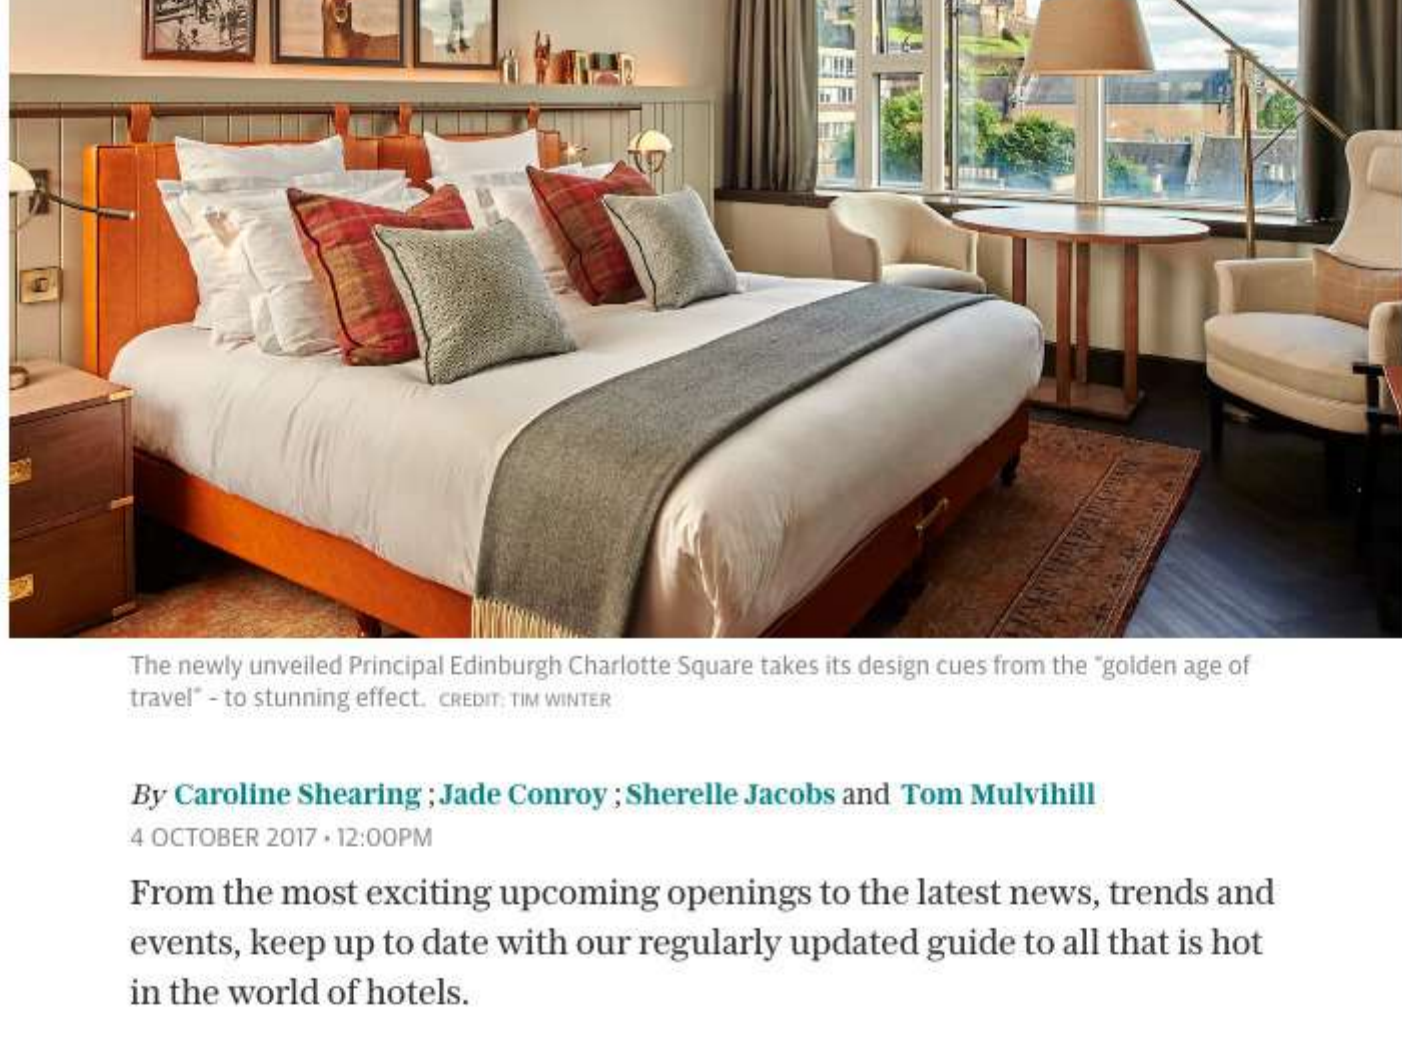 The newly unveiled Principal Edinburgh Charlotte Square takes its design cues from the "golden age of
travel" - to stunning effect. CREDIT: TIM WINTER
By Caroline Shearing ; Jade Conroy ; Sherelle Jacobs and Tom Mulvihill
4 OCTOBER 2017 • 12:00PM
From the most exciting upcoming openings to the latest news, trends and
events, keep up to date with our regularly updated guide to all that is hot
in the world of hotels.